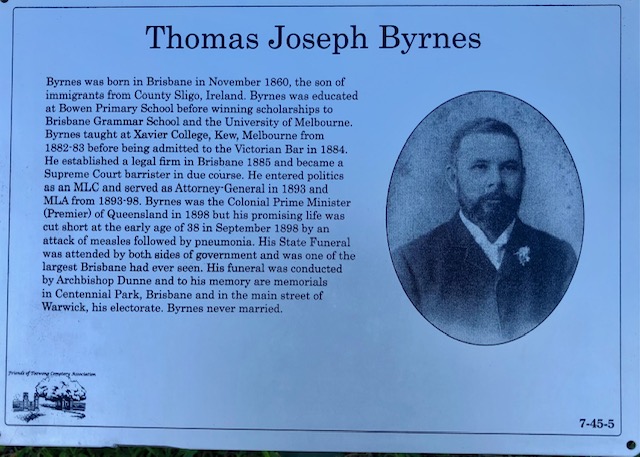 Thomas Joseph Byrnes
Byrnes was born in Brisbane in November 1860, the son of
immigrants from County Sligo, Ireland. Byrnes was educated
at Bowen Primary School before winning scholarships to
Brisbane Grammar School and the University of Melbourne.
Byrnes taught at Xavier College, Kew, Melbourne from
1882-83 before being admitted to the Victorian Bar in 1884.
He established a legal firm in Brisbane 1885 and became a
Supreme Court barrister in due course. He entered politics
as an MLC and served as Attorney-General in 1893 and
MLA from 1893-98. Byrnes was the Colonial Prime Minister
(Premier) of Queensland in 1898 but his promising life was
cut short at the early age of 38 in September 1898 by an
attack of measles followed by pneumonia. His State Funeral
was attended by both sides of government and was one of the
largest Brisbane had ever seen. His funeral was conducted
by Archbishop Dunne and to his memory are memorials
in Centennial Park, Brisbane and in the main street of
Warwick, his electorate. Byrnes never married.
Friends of Toowong Cemetery Association
7-45-5